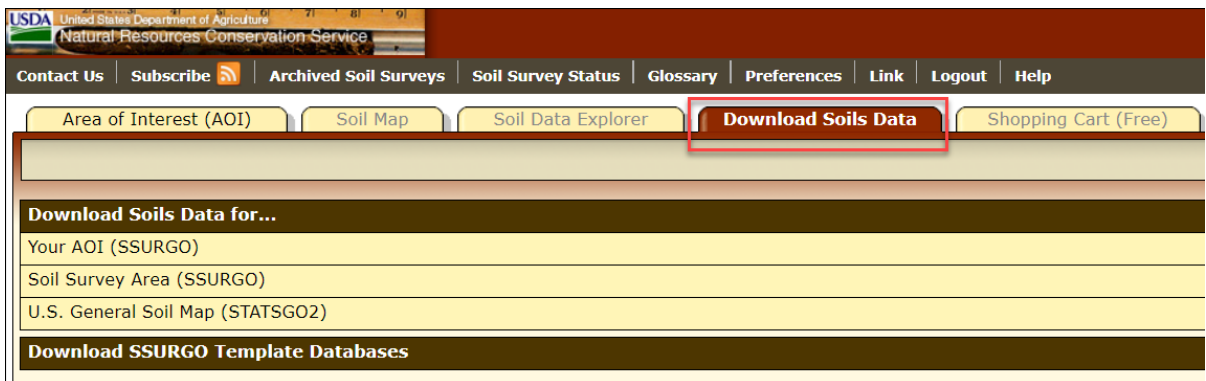 USDA United States Department of Agriculture
7| 8| 9|
Natural Resources Conservation Service
Contact Us Subscribe Archived Soil Surveys Soil Survey Status Glossary Preferences Link Logout Help
Area of Interest (AOI) Soil Map Soil Data Explorer Download Soils Data Shopping Cart (Free)
Download Soils Data for...
Your AOI (SSURGO)
Soil Survey Area (SSURGO)
U.S. General Soil Map (STATSGO2)
Download SSURGO Template Databases